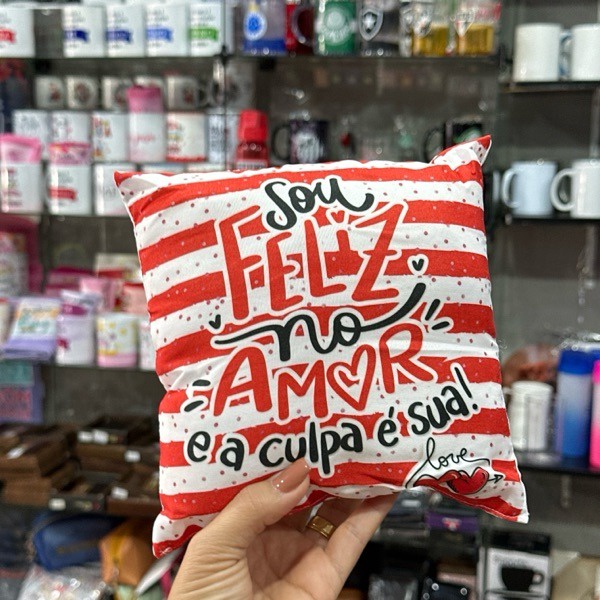 sou
FELiZ
no
AMOR
e a culpa é sua!
love